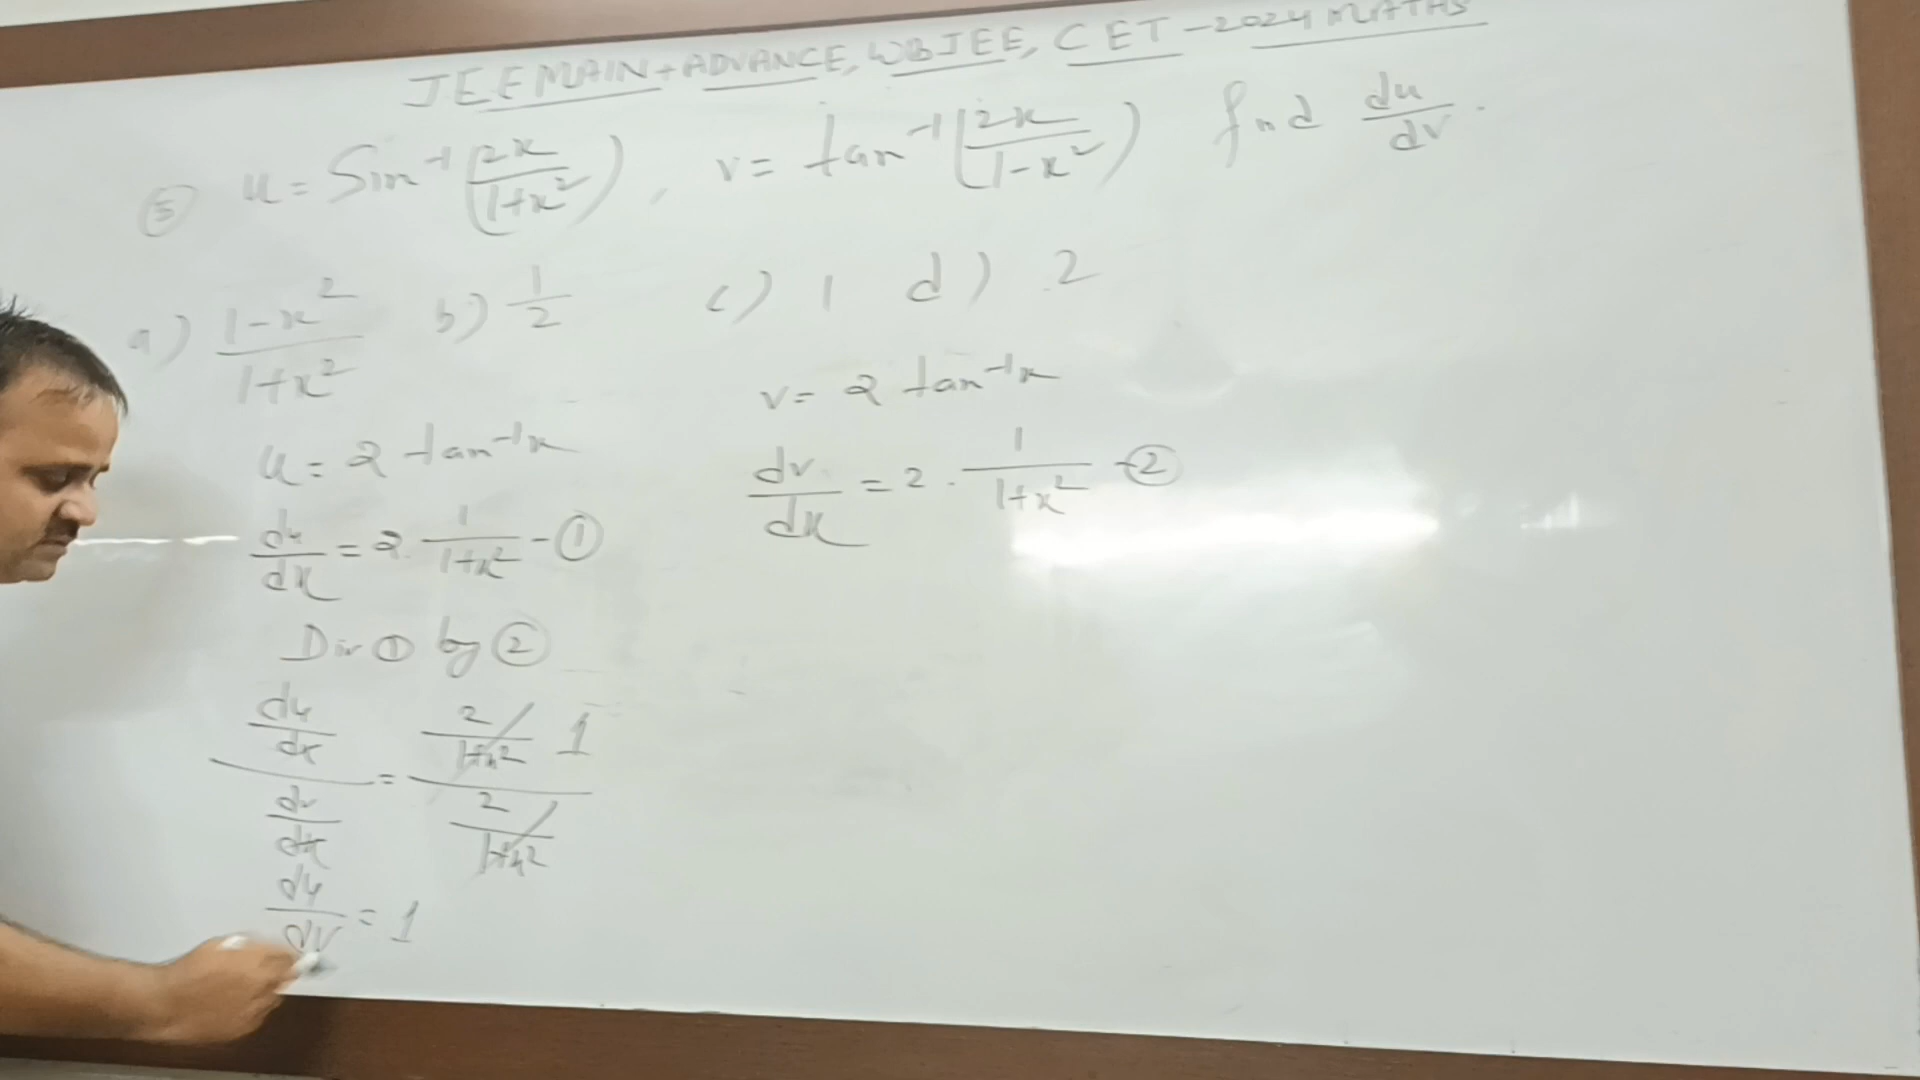 JEE MAIN + ADVANCE, WBJEE, CET - 2024 MATHS
⑤ u = Sin⁻¹(2x/(1+x²)), v = tan⁻¹(2x/(1-x²)) find du/dv.
a) (1-x²)/(1+x²) b) 1/2 c) 1 d) 2
u = 2 tan⁻¹x
du/dx = 2. 1/(1+x²) - ①
Div ① by ②
(du/dx)/(dv/dx) = (2/(1+x²))/(2/(1+x²)) 1
du/dv = 1
v = 2 tan⁻¹x
dv/dx = 2 . 1/(1+x²) - ②